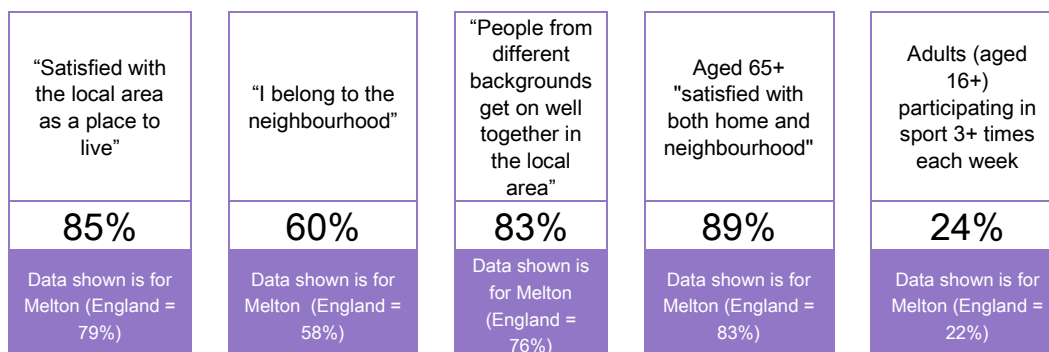 “Satisfied with
the local area
as a place to
live”
85%
Data shown is for
Melton (England =
79%)
“I belong to the
neighbourhood”
60%
Data shown is for
Melton  (England =
58%)
“People from
different
backgrounds
get on well
together in
the local
area”
83%
Data shown is
for Melton
(England =
76%)
Aged 65+
"satisfied with
both home and
neighbourhood"
89%
Data shown is for
Melton (England =
83%)
Adults (aged
16+)
participating in
sport 3+ times
each week
24%
Data shown is for
Melton (England =
22%)